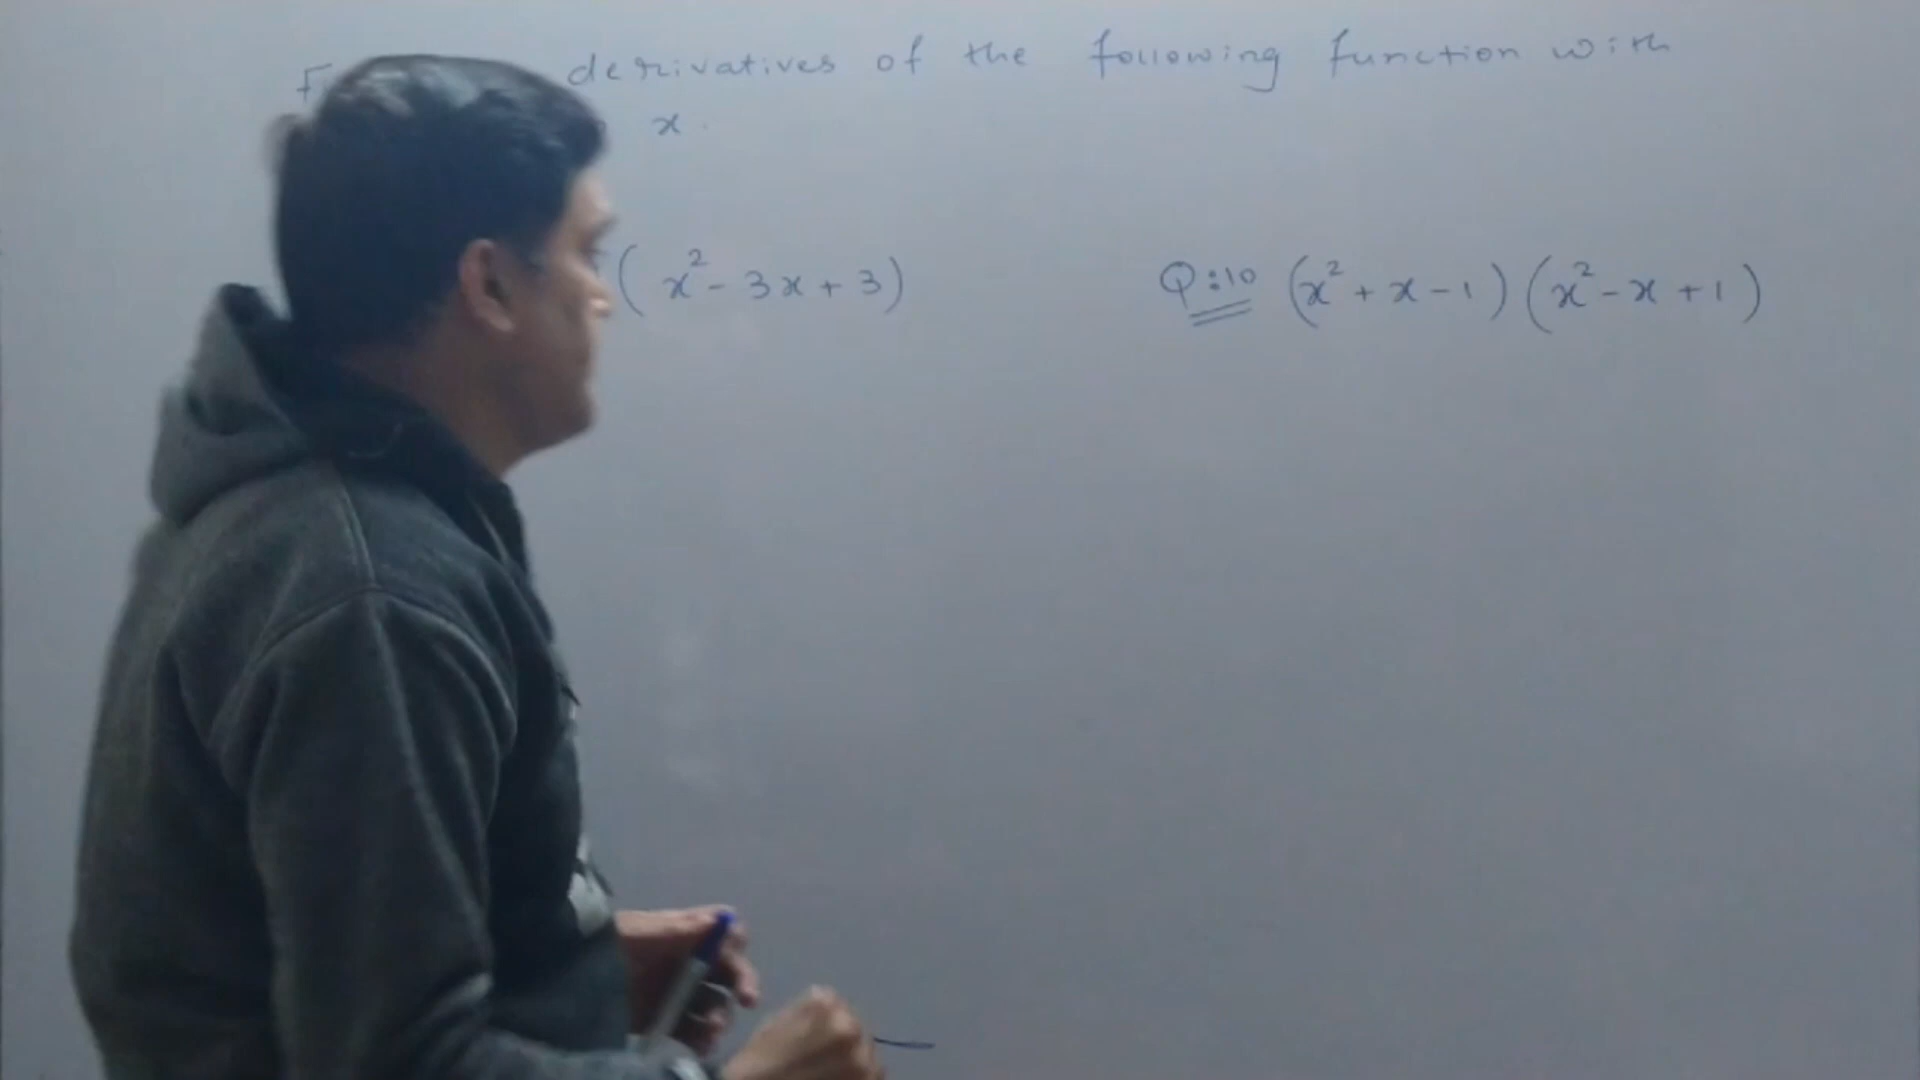 derivatives of the following function with
x.
(x² - 3x + 3) Q:10 (x² + x - 1) (x² - x + 1)